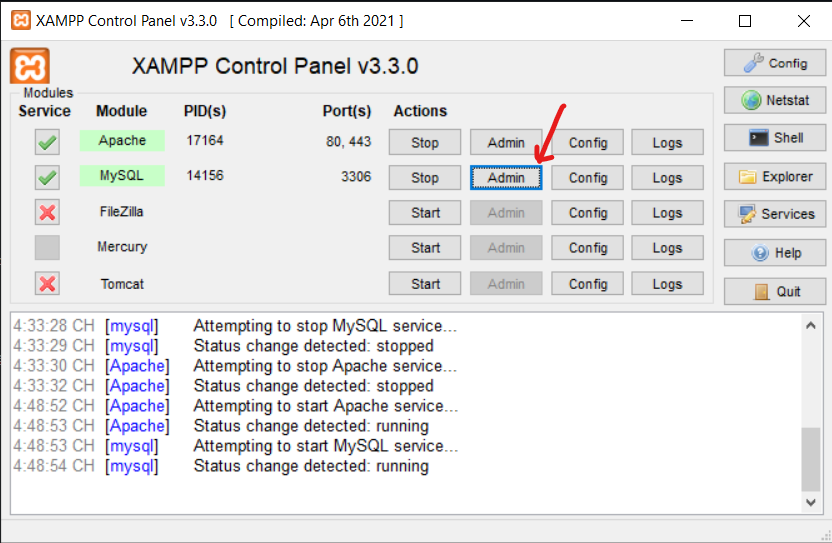 XAMPP Control Panel v3.3.0 [ Compiled: Apr 6th 2021 ]
XAMPP Control Panel v3.3.0
Config
Modules
Service Module PID(s) Port(s) Actions
Netstat
Apache 17164 80, 443 Stop Admin Config Logs
Shell
MySQL 14156 3306 Stop Admin Config Logs
Explorer
FileZilla Start Admin Config Logs
Services
Mercury Start Admin Config Logs
Help
Tomcat Start Admin Config Logs
Quit
4:33:28 CH [mysql] Attempting to stop MySQL service...
4:33:29 CH [mysql] Status change detected: stopped
4:33:30 CH [Apache] Attempting to stop Apache service...
4:33:32 CH [Apache] Status change detected: stopped
4:48:52 CH [Apache] Attempting to start Apache service...
4:48:53 CH [Apache] Status change detected: running
4:48:53 CH [mysql] Attempting to start MySQL service...
4:48:54 CH [mysql] Status change detected: running